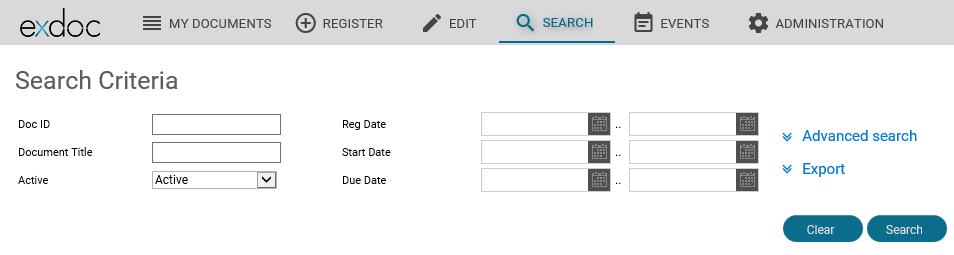 exdoc MY DOCUMENTS REGISTER EDIT SEARCH EVENTS ADMINISTRATION
Search Criteria
Doc ID Reg Date ..
Document Title Start Date .. Advanced search
Active Active Due Date .. Export
Clear Search